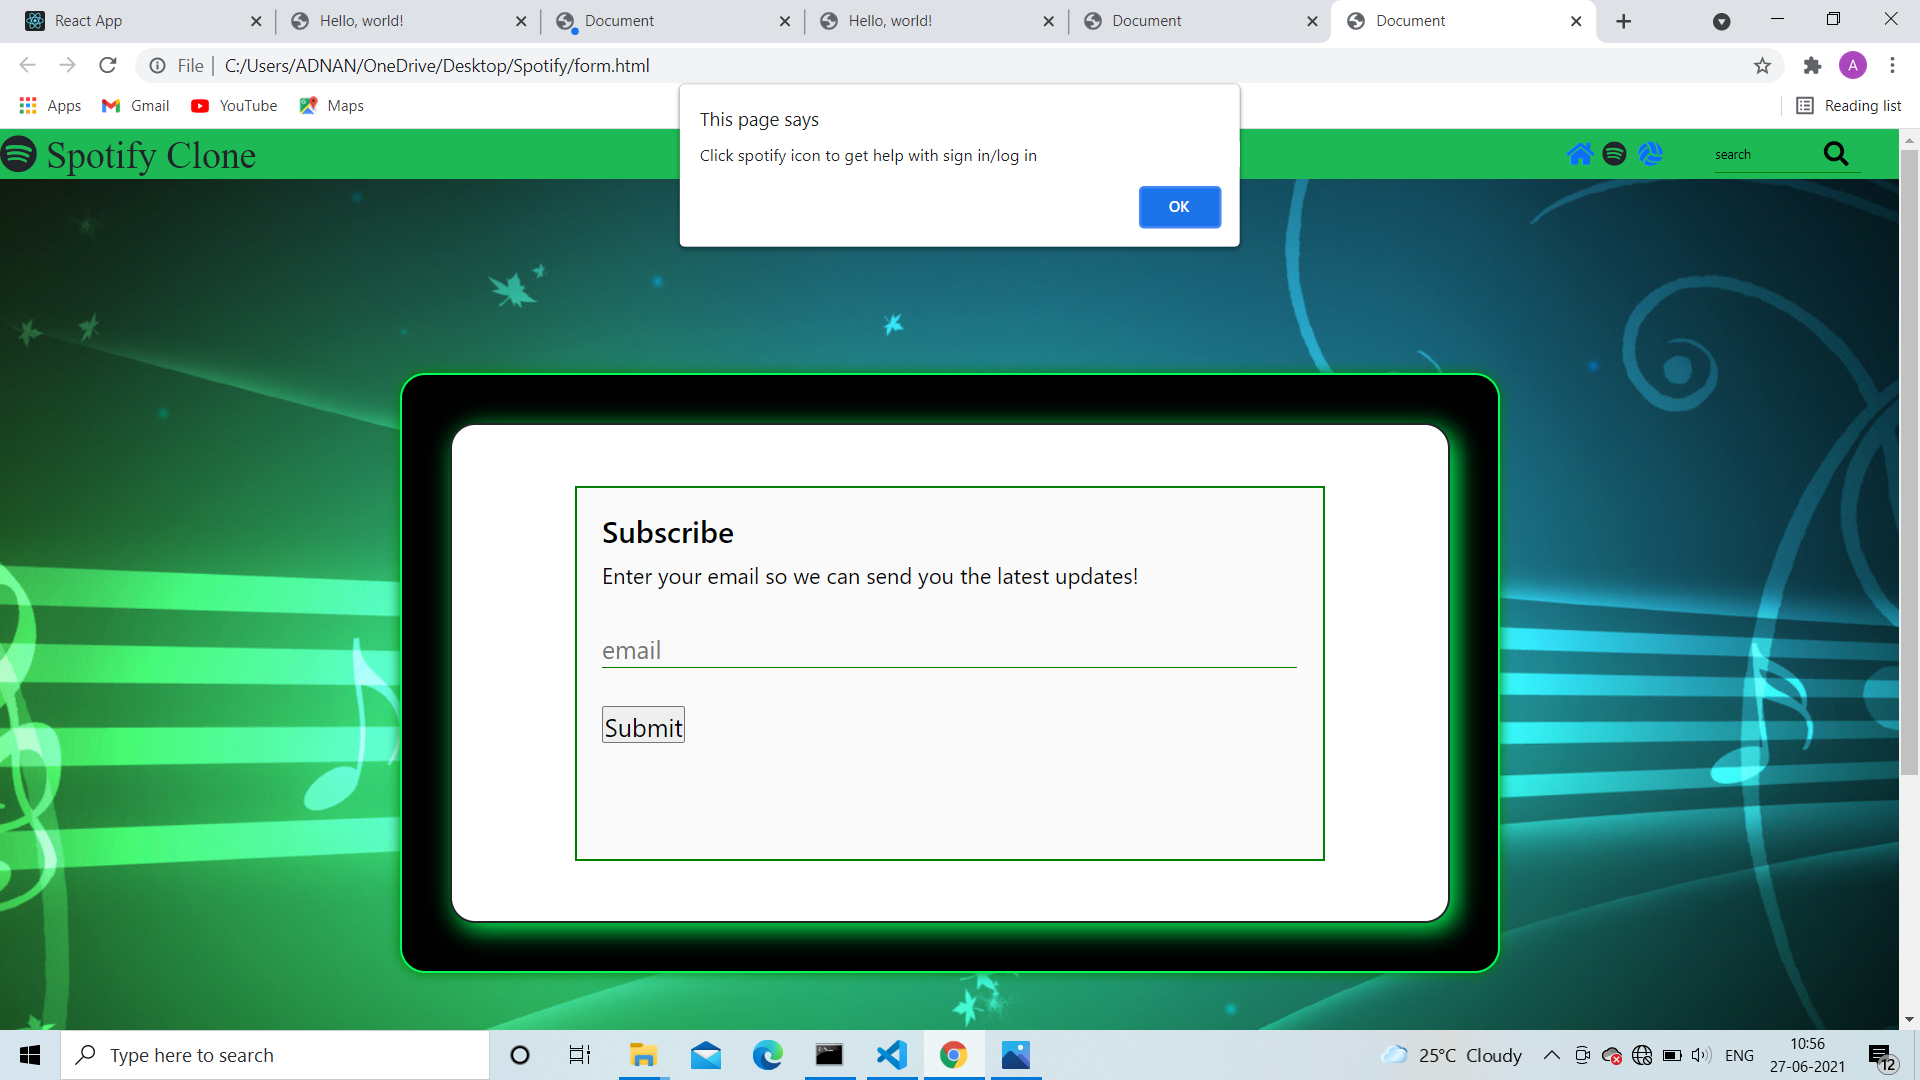 React App
Hello, world!
Document
Hello, world!
Document
Document
File
C:/Users/ADNAN/OneDrive/Desktop/Spotify/form.html
A
Apps
Gmail
YouTube
Maps
Reading list
This page says
Click spotify icon to get help with sign in/log in
OK
Spotify Clone
search
Subscribe
Enter your email so we can send you the latest updates!
email
Submit
Type here to search
25°C Cloudy
ENG
10:56
27-06-2021
12